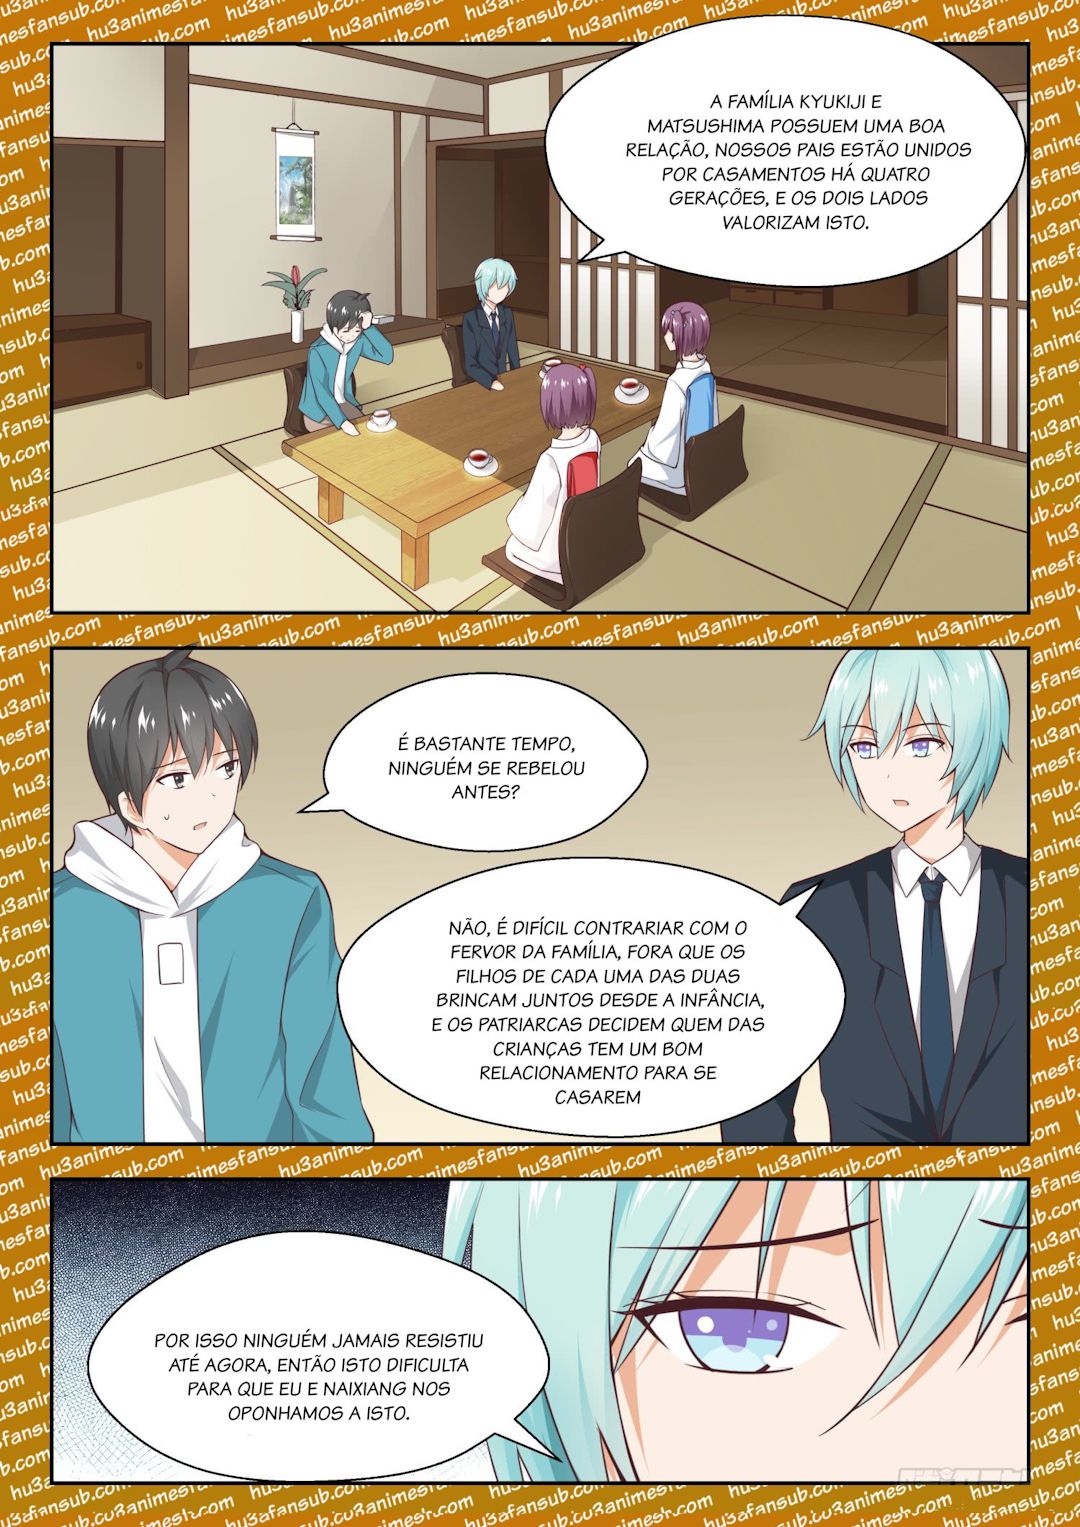 A FAMÍLIA KYUKIJI E
MATSUSHIMA POSSUEM UMA BOA
RELAÇÃO, NOSSOS PAIS ESTÃO UNIDOS
POR CASAMENTOS HÁ QUATRO
GERAÇÕES, E OS DOIS LADOS
VALORIZAM ISTO.
É BASTANTE TEMPO,
NINGUÉM SE REBELOU
ANTES?
NÃO, É DIFÍCIL CONTRARIAR COM O
FERVOR DA FAMÍLIA, FORA QUE OS
FILHOS DE CADA UMA DAS DUAS
BRINCAM JUNTOS DESDE A INFÂNCIA,
E OS PATRIARCAS DECIDEM QUEM DAS
CRIANÇAS TEM UM BOM
RELACIONAMENTO PARA SE
CASAREM
POR ISSO NINGUÉM JAMAIS RESISTIU
ATÉ AGORA, ENTÃO ISTO DIFICULTA
PARA QUE EU E NAIXIANG NOS
OPONHAMOS A ISTO.
hu3animesfansub.com